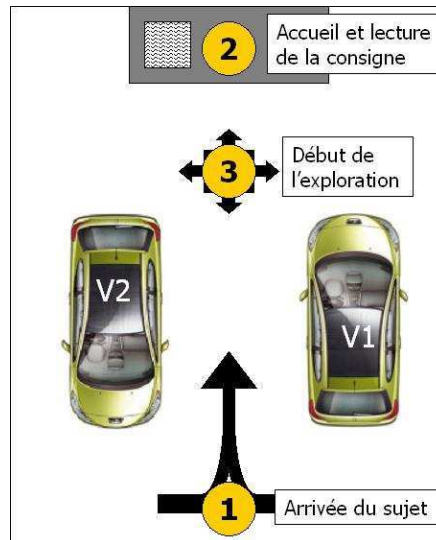 2
Accueil et lecture
de la consigne
3
Début de
l'exploration
V2
V1
1
Arrivée du sujet